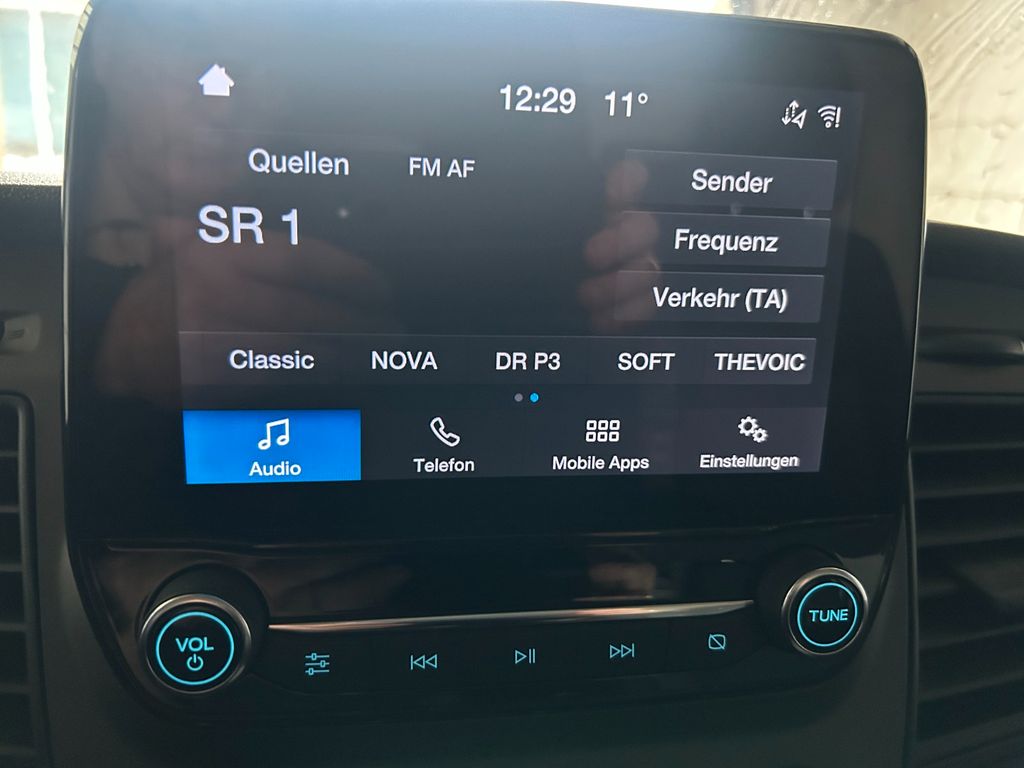 12:29 11°
Quellen FM AF
Sender
SR 1
Frequenz
Verkehr (TA)
Classic NOVA DR P3 SOFT THEVOIC
Audio Telefon Mobile Apps Einstellungen
VOL TUNE